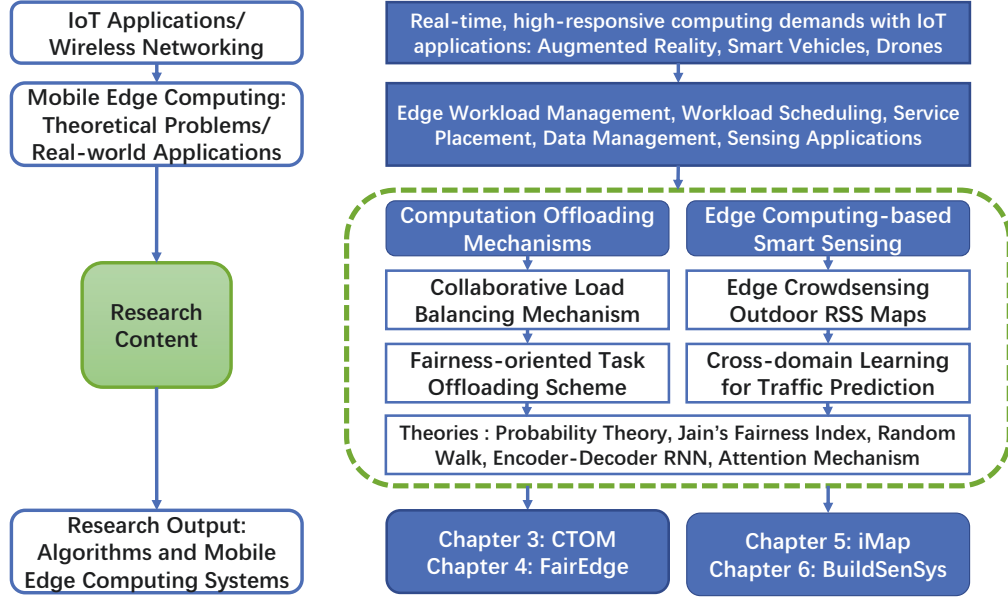 IoT Applications/
Wireless Networking
Mobile Edge Computing:
Theoretical Problems/
Real-world Applications
Research
Content
Research Output:
Algorithms and Mobile
Edge Computing Systems
Real-time, high-responsive computing demands with IoT
applications: Augmented Reality, Smart Vehicles, Drones
Edge Workload Management, Workload Scheduling, Service
Placement, Data Management, Sensing Applications
Computation Offloading
Mechanisms
Edge Computing-based
Smart Sensing
Collaborative Load
Balancing Mechanism
Edge Crowdsensing
Outdoor RSS Maps
Fairness-oriented Task
Offloading Scheme
Cross-domain Learning
for Traffic Prediction
Theories : Probability Theory, Jain's Fairness Index, Random
Walk, Encoder-Decoder RNN, Attention Mechanism
Chapter 3: CTOM
Chapter 4: FairEdge
Chapter 5: iMap
Chapter 6: BuildSenSys